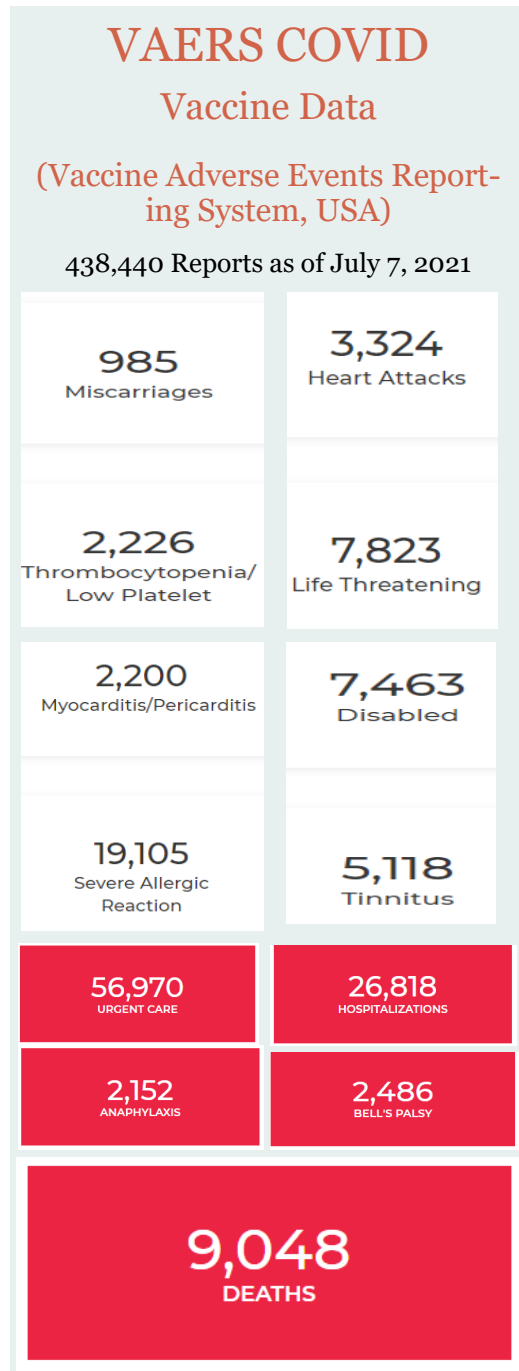 VAERS COVID
Vaccine Data
(Vaccine Adverse Events Report-
ing System, USA)
438,440 Reports as of July 7, 2021
985
Miscarriages
3,324
Heart Attacks
2,226
Thrombocytopenia/
Low Platelet
7,823
Life Threatening
2,200
Myocarditis/Pericarditis
7,463
Disabled
19,105
Severe Allergic
Reaction
5,118
Tinnitus
56,970
URGENT CARE
26,818
HOSPITALIZATIONS
2,152
ANAPHYLAXIS
2,486
BELL'S PALSY
9,048
DEATHS